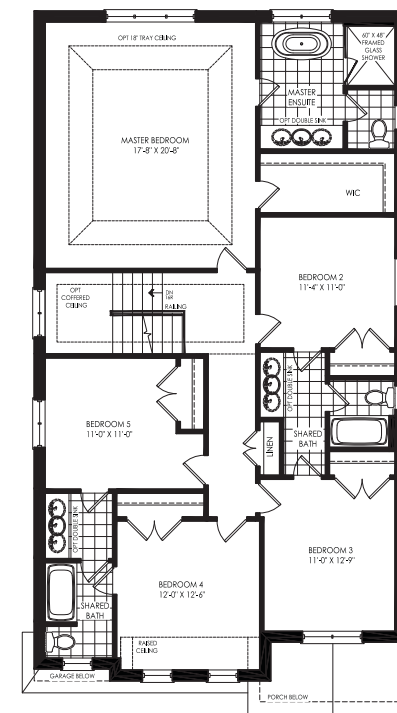 OPT 18" TRAY CEILING
MASTER BEDROOM
17'-8" X 20'-8"
60" X 48"
FRAMED
GLASS
SHOWER
MASTER
ENSUITE
OPT DOUBLE SINK
WIC
OPT
COFFERED
CEILING
DN
16R
RAILING
BEDROOM 2
11'-4" X 11'-0"
OPT DOUBLE SINK
SHARED
BATH
LINEN
BEDROOM 5
11'-0" X 11'-0"
OPT DOUBLE SINK
SHARED
BATH
BEDROOM 3
11'-0" X 12'-9"
BEDROOM 4
12'-0" X 12'-6"
RAISED
CEILING
GARAGE BELOW
PORCH BELOW